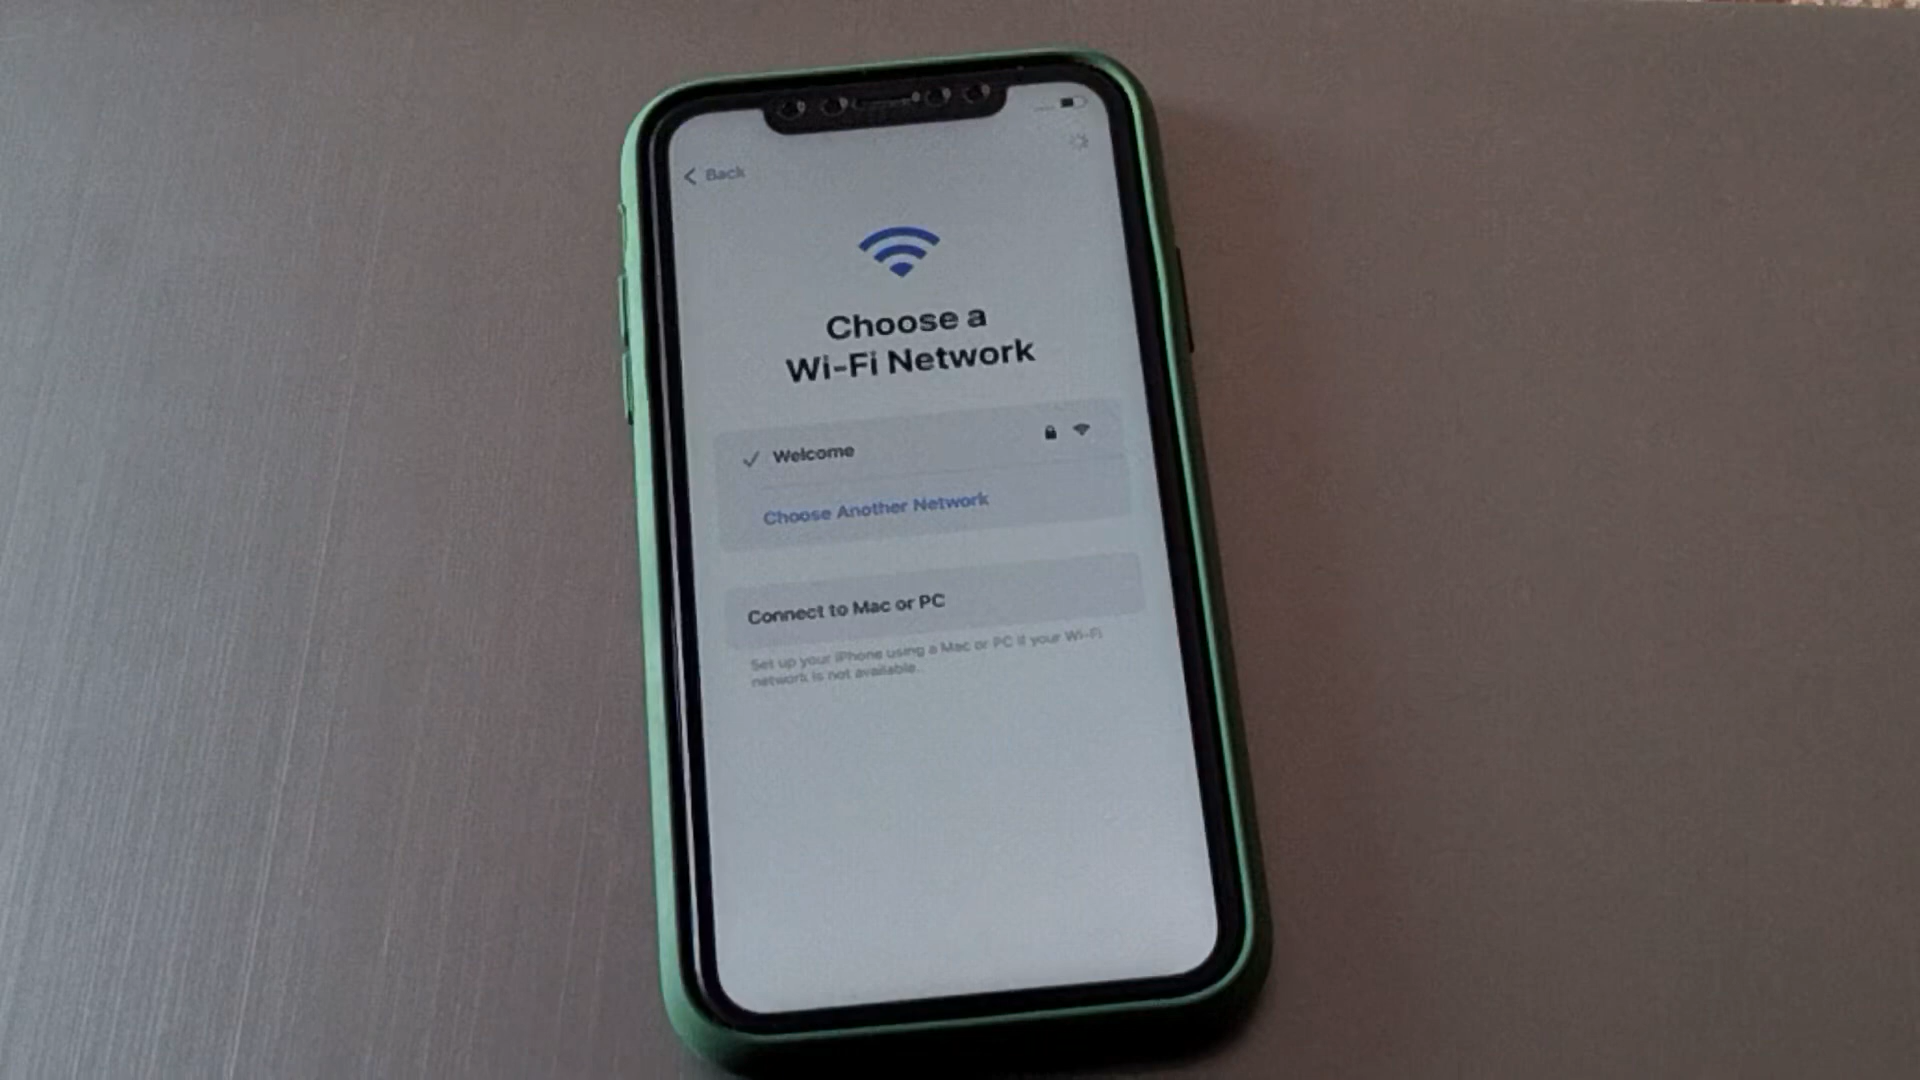 Back
Choose a
Wi-Fi Network
Welcome
Choose Another Network
Connect to Mac or PC
Set up your iPhone using a Mac or PC if your Wi-Fi
network is not available.